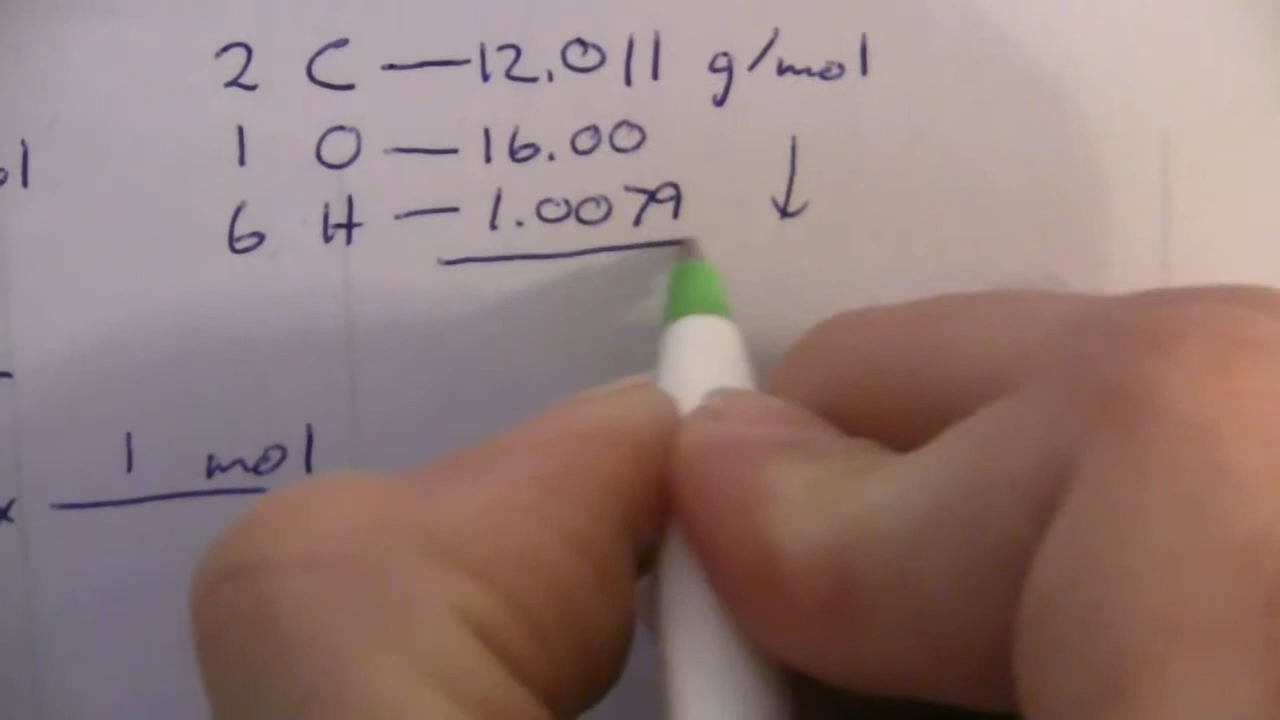 2 C — 12.011 g/mol
1 O — 16.00 ↓
6 H — 1.0079
1 mol